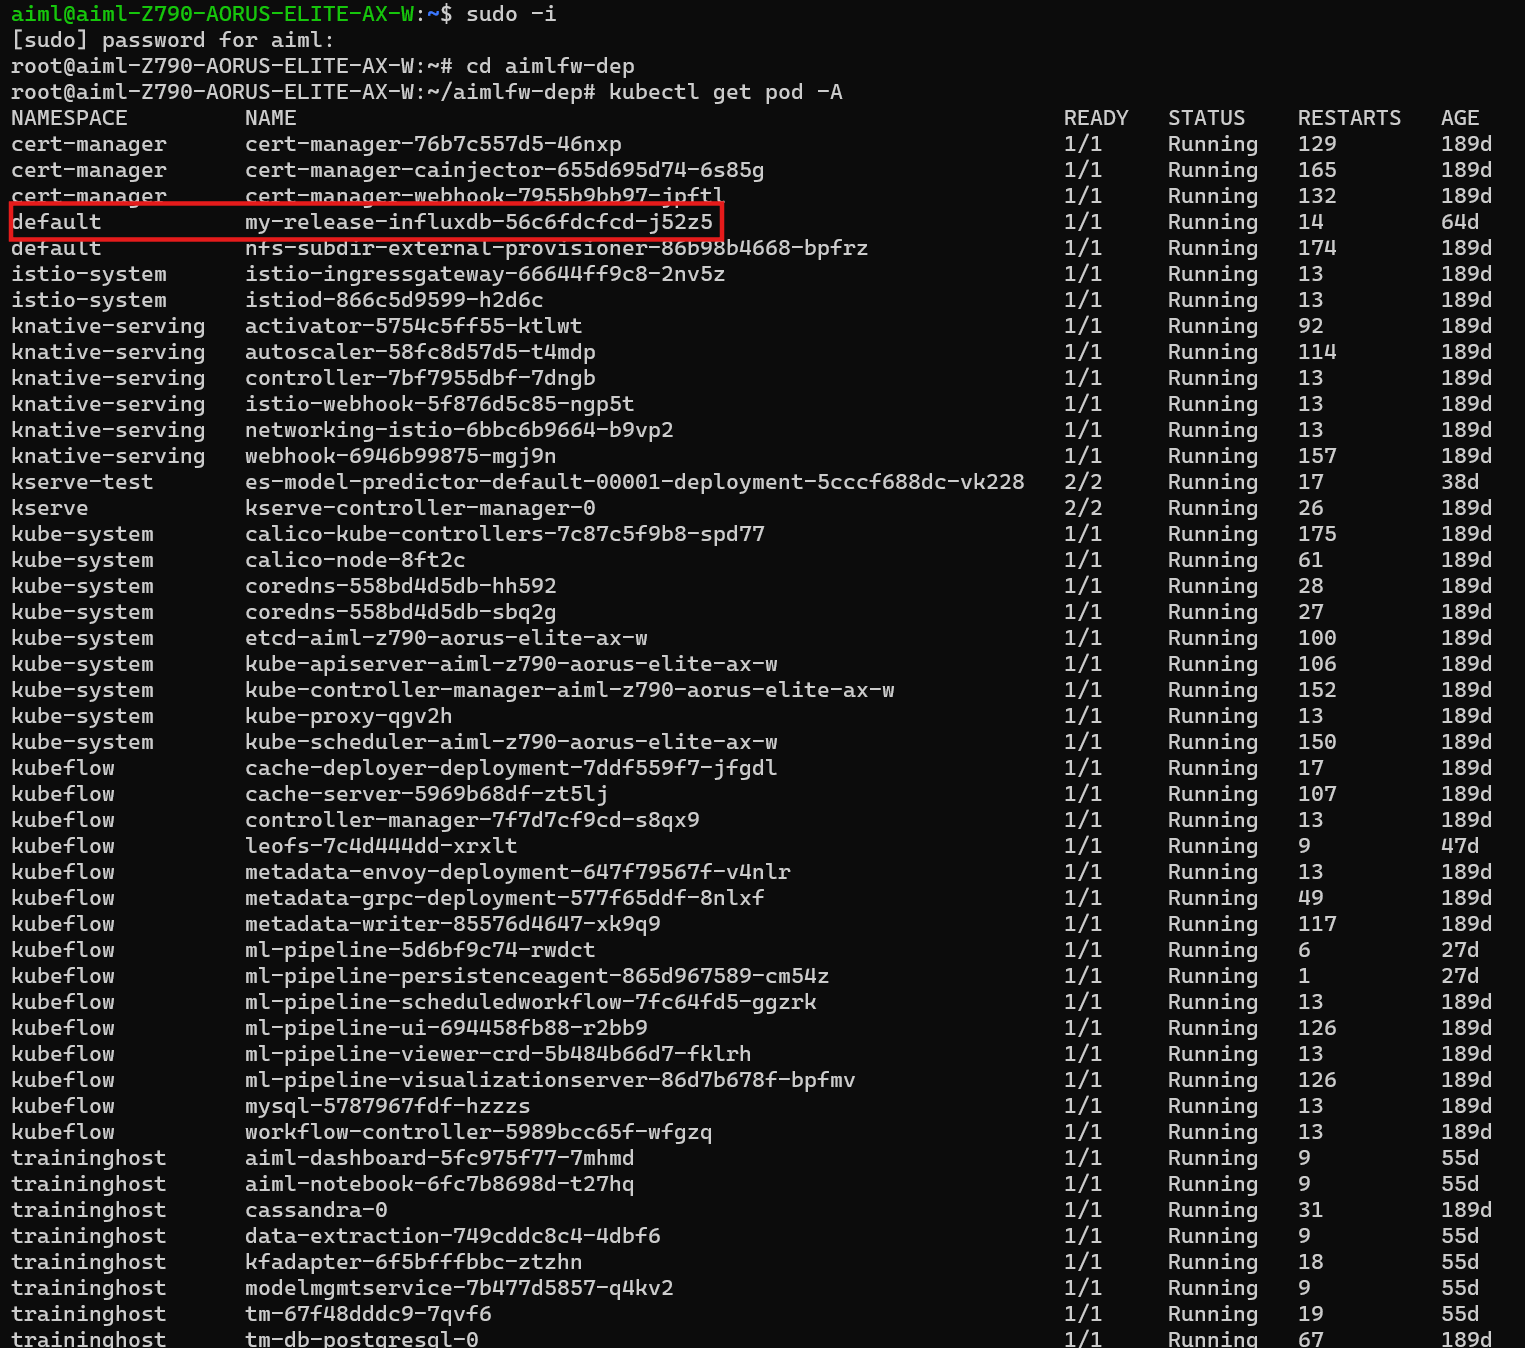 aiml@aiml-Z790-AORUS-ELITE-AX-W:~$ sudo -i
[sudo] password for aiml:
root@aiml-Z790-AORUS-ELITE-AX-W:~# cd aimlfw-dep
root@aiml-Z790-AORUS-ELITE-AX-W:~/aimlfw-dep# kubectl get pod -A
NAMESPACE NAME READY STATUS RESTARTS AGE
cert-manager cert-manager-76b7c557d5-46nxp 1/1 Running 129 189d
cert-manager cert-manager-cainjector-655d695d74-6s85g 1/1 Running 165 189d
cert-manager cert-manager-webhook-7955b9bb97-jpftl 1/1 Running 132 189d
default my-release-influxdb-56c6fdcfcd-j52z5 1/1 Running 14 64d
default nfs-subdir-external-provisioner-86b98b4668-bpfrz 1/1 Running 174 189d
istio-system istio-ingressgateway-66644ff9c8-2nv5z 1/1 Running 13 189d
istio-system istiod-866c5d9599-h2d6c 1/1 Running 13 189d
knative-serving activator-5754c5ff55-ktlwt 1/1 Running 92 189d
knative-serving autoscaler-58fc8d57d5-t4mdp 1/1 Running 114 189d
knative-serving controller-7bf7955dbf-7dngb 1/1 Running 13 189d
knative-serving istio-webhook-5f876d5c85-ngp5t 1/1 Running 13 189d
knative-serving networking-istio-6bbc6b9664-b9vp2 1/1 Running 13 189d
knative-serving webhook-6946b99875-mgj9n 1/1 Running 157 189d
kserve-test es-model-predictor-default-00001-deployment-5cccf688dc-vk228 2/2 Running 17 38d
kserve kserve-controller-manager-0 2/2 Running 26 189d
kube-system calico-kube-controllers-7c87c5f9b8-spd77 1/1 Running 175 189d
kube-system calico-node-8ft2c 1/1 Running 61 189d
kube-system coredns-558bd4d5db-hh592 1/1 Running 28 189d
kube-system coredns-558bd4d5db-sbq2g 1/1 Running 27 189d
kube-system etcd-aiml-z790-aorus-elite-ax-w 1/1 Running 100 189d
kube-system kube-apiserver-aiml-z790-aorus-elite-ax-w 1/1 Running 106 189d
kube-system kube-controller-manager-aiml-z790-aorus-elite-ax-w 1/1 Running 152 189d
kube-system kube-proxy-qgv2h 1/1 Running 13 189d
kube-system kube-scheduler-aiml-z790-aorus-elite-ax-w 1/1 Running 150 189d
kubeflow cache-deployer-deployment-7ddf559f7-jfgdl 1/1 Running 17 189d
kubeflow cache-server-5969b68df-zt5lj 1/1 Running 107 189d
kubeflow controller-manager-7f7d7cf9cd-s8qx9 1/1 Running 13 189d
kubeflow leofs-7c4d444dd-xrxlt 1/1 Running 9 47d
kubeflow metadata-envoy-deployment-647f79567f-v4nlr 1/1 Running 13 189d
kubeflow metadata-grpc-deployment-577f65ddf-8nlxf 1/1 Running 49 189d
kubeflow metadata-writer-85576d4647-xk9q9 1/1 Running 117 189d
kubeflow ml-pipeline-5d6bf9c74-rwdct 1/1 Running 6 27d
kubeflow ml-pipeline-persistenceagent-865d967589-cm54z 1/1 Running 1 27d
kubeflow ml-pipeline-scheduledworkflow-7fc64fd5-ggzrk 1/1 Running 13 189d
kubeflow ml-pipeline-ui-694458fb88-r2bb9 1/1 Running 126 189d
kubeflow ml-pipeline-viewer-crd-5b484b66d7-fklrh 1/1 Running 13 189d
kubeflow ml-pipeline-visualizationserver-86d7b678f-bpfmv 1/1 Running 126 189d
kubeflow mysql-5787967fdf-hzzzs 1/1 Running 13 189d
kubeflow workflow-controller-5989bcc65f-wfgzq 1/1 Running 13 189d
traininghost aiml-dashboard-5fc975f77-7mhmd 1/1 Running 9 55d
traininghost aiml-notebook-6fc7b8698d-t27hq 1/1 Running 9 55d
traininghost cassandra-0 1/1 Running 31 189d
traininghost data-extraction-749cddc8c4-4dbf6 1/1 Running 9 55d
traininghost kfadapter-6f5bfffbbc-ztzhn 1/1 Running 18 55d
traininghost modelmgmtservice-7b477d5857-q4kv2 1/1 Running 9 55d
traininghost tm-67f48dddc9-7qvf6 1/1 Running 19 55d
traininghost tm-db-postgresql-0 1/1 Running 67 189d